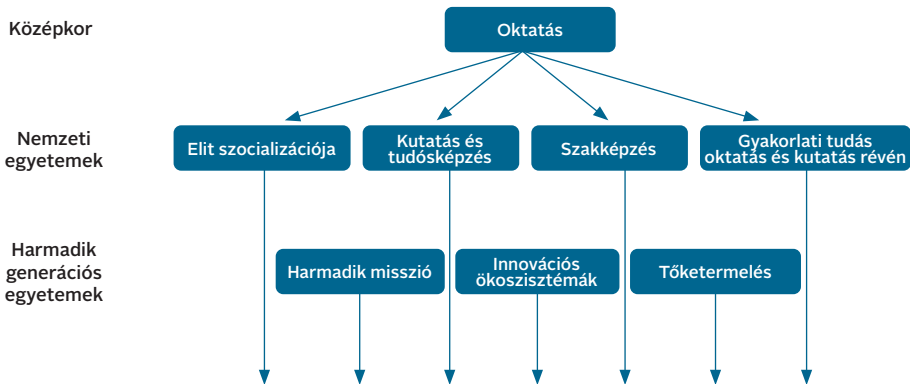 Középkor
Oktatás
Nemzeti
egyetemek
Elit szocializációja
Kutatás és
tudósképzés
Szakképzés
Gyakorlati tudás
oktatás és kutatás révén
Harmadik
generációs
egyetemek
Harmadik misszió
Innovációs
ökoszisztémák
Tőketermelés